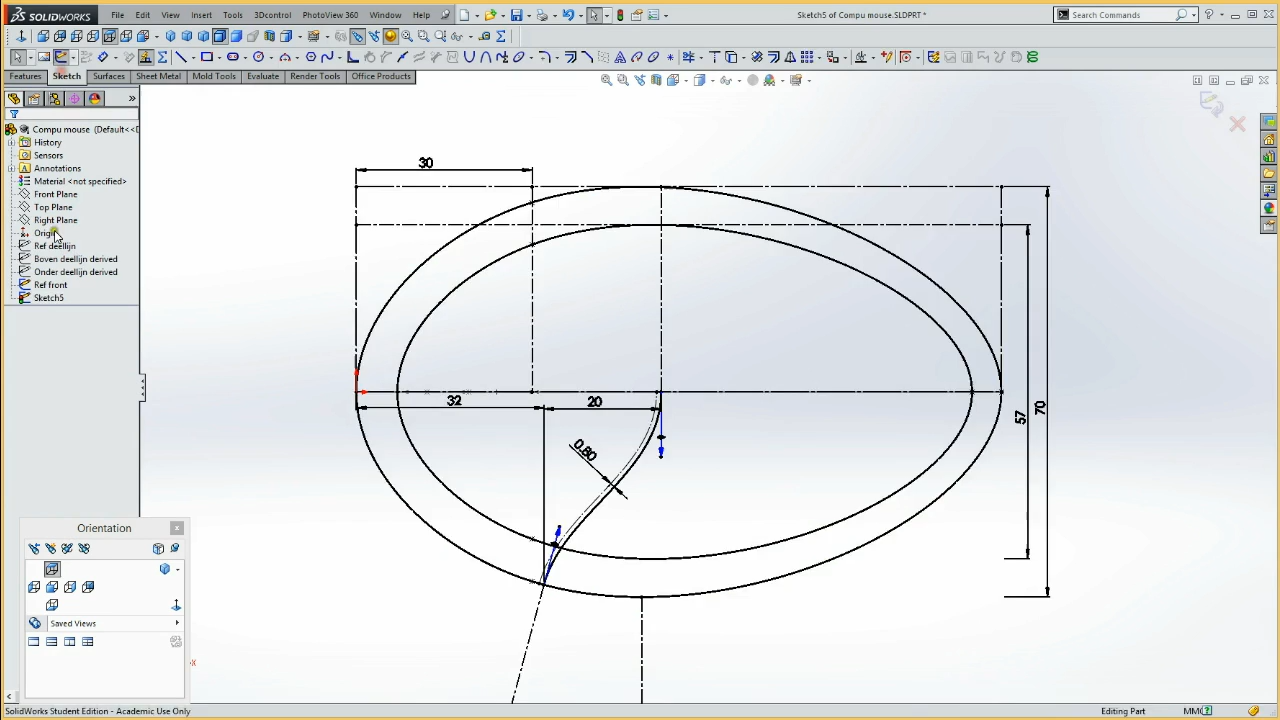 SOLIDWORKS
File Edit View Insert Tools 3Dcontrol PhotoView 360 Window Help
Sketch5 of Compu mouse.SLDPRT *
Search Commands
Features Sketch Surfaces Sheet Metal Mold Tools Evaluate Render Tools Office Products
Compu mouse (Default<<D
History
Sensors
Annotations
Material <not specified>
Front Plane
Top Plane
Right Plane
Origin
Ref deellijn
Boven deellijn derived
Onder deellijn derived
Ref front
Sketch5
30
32
20
0.80
57
70
Orientation
Saved Views
SolidWorks Student Edition - Academic Use Only
Editing Part